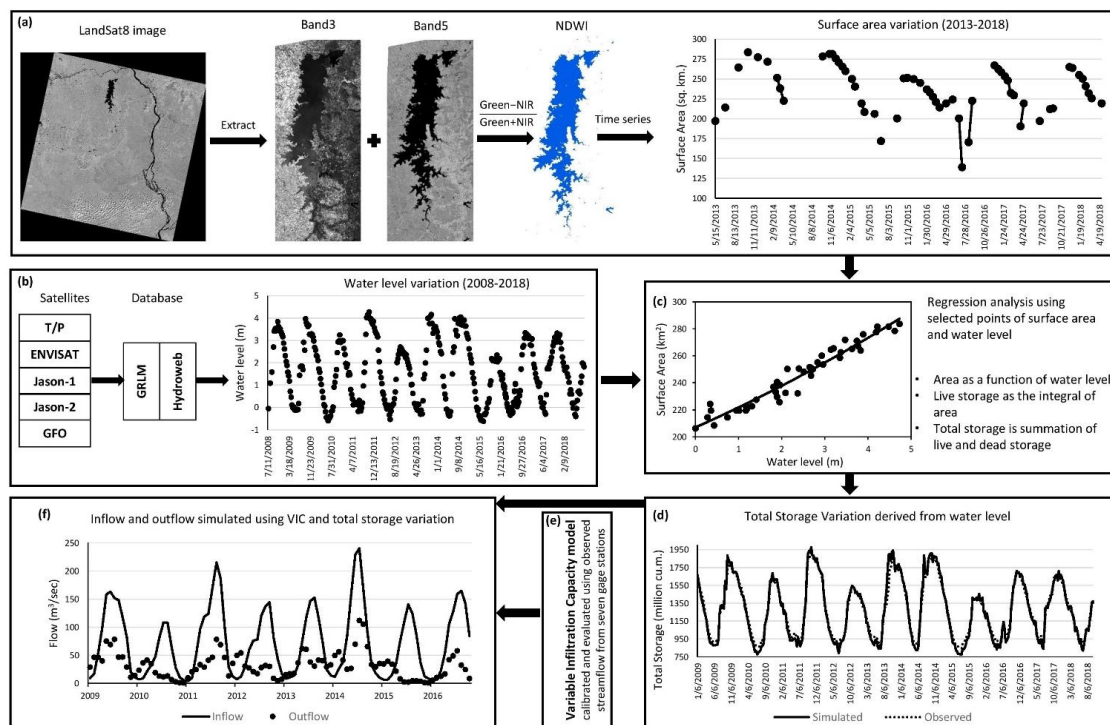 (a)
LandSat8 image
Band3
Band5
NDWI
Surface area variation (2013-2018)
Extract
Green−NIR
Green+NIR
Time series
Surface Area (sq. km.)
300
275
250
225
200
175
150
125
100
5/15/2013
8/13/2013
11/11/2013
2/9/2014
5/10/2014
8/8/2014
11/6/2014
2/4/2015
5/5/2015
8/3/2015
11/1/2015
1/30/2016
4/29/2016
7/28/2016
10/26/2016
1/24/2017
4/24/2017
7/23/2017
10/21/2017
1/19/2018
4/19/2018
(b)
Satellites
Database
T/P
ENVISAT
Jason-1
Jason-2
GFO
GRLM
Hydroweb
Water level variation (2008-2018)
Water level (m)
5
4
3
2
1
0
-1
7/11/2008
3/18/2009
11/23/2009
7/31/2010
4/7/2011
12/13/2011
8/19/2012
4/26/2013
1/1/2014
9/8/2014
5/16/2015
1/21/2016
9/27/2016
6/4/2017
2/9/2018
(c)
Surface Area (km²)
300
280
260
240
220
200
0
1
2
3
4
5
Water level (m)
Regression analysis using
selected points of surface area
and water level
• Area as a function of water level
• Live storage as the integral of
area
• Total storage is summation of
live and dead storage
(f)
Inflow and outflow simulated using VIC and total storage variation
Flow (m³/sec)
250
200
150
100
50
0
2009
2010
2011
2012
2013
2014
2015
2016
Inflow
Outflow
(e)
Variable Infiltration Capacity model
calibrated and evaluated using observed
streamflow from seven gage stations
(d)
Total Storage Variation derived from water level
Total Storage (million cu.m.)
1950
1750
1550
1350
1150
950
750
1/6/2009
6/6/2009
11/6/2009
4/6/2010
9/6/2010
2/6/2011
7/6/2011
12/6/2011
5/6/2012
10/6/2012
3/6/2013
8/6/2013
1/6/2014
6/6/2014
11/6/2014
4/6/2015
9/6/2015
2/6/2016
7/6/2016
12/6/2016
5/6/2017
10/6/2017
3/6/2018
8/6/2018
Simulated
Observed